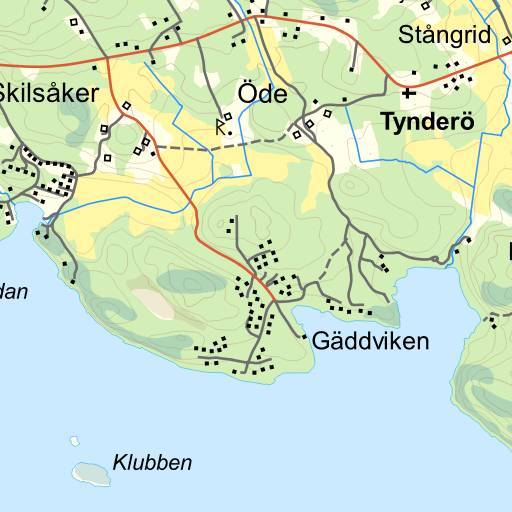 Stångrid
Skilsåker
Öde
Tynderö
dan
Gäddviken
Klubben